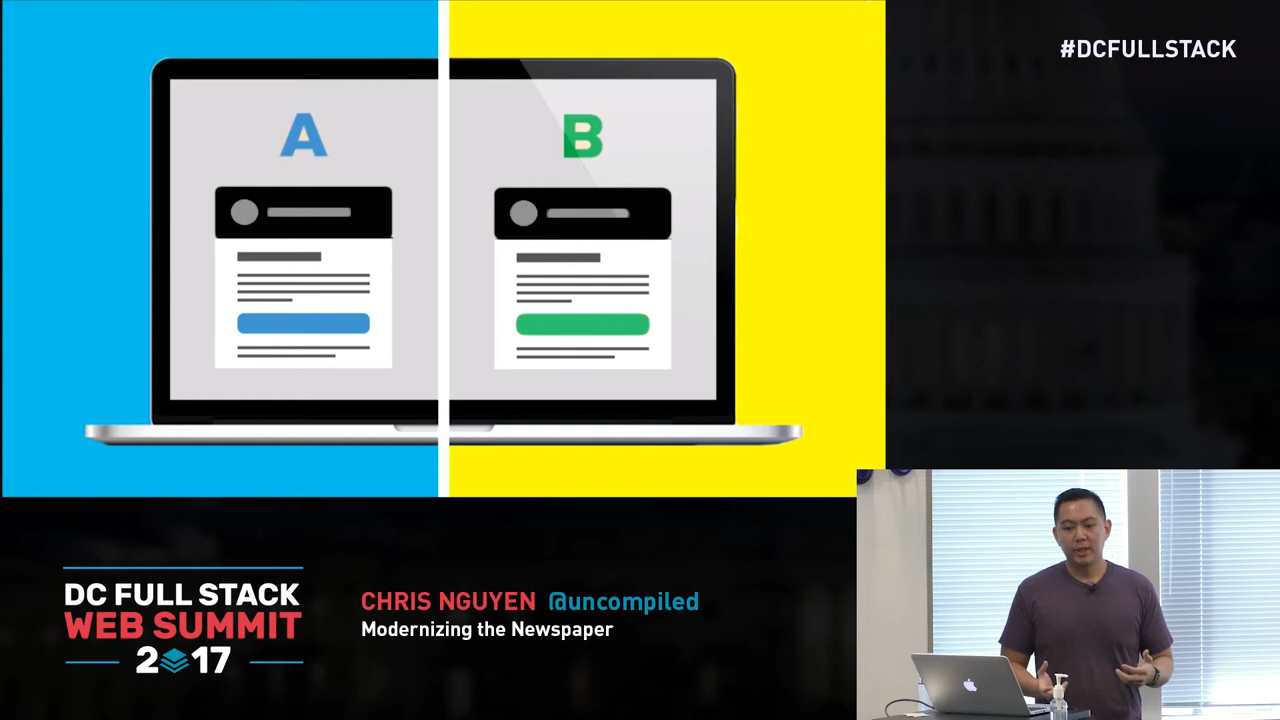 #DCFULLSTACK
A
B
DC FULL STACK
WEB SUMMIT
2017
CHRIS NGUYEN @uncompiled
Modernizing the Newspaper